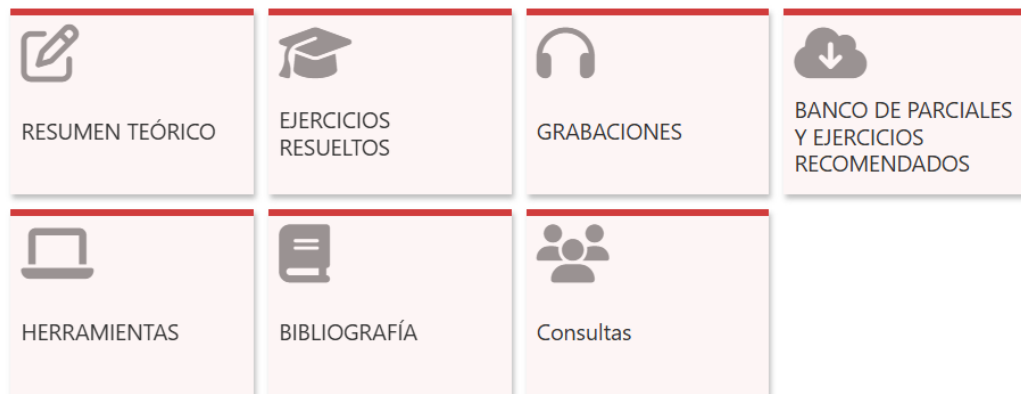 RESUMEN TEÓRICO
EJERCICIOS
RESUELTOS
GRABACIONES
BANCO DE PARCIALES
Y EJERCICIOS
RECOMENDADOS
HERRAMIENTAS
BIBLIOGRAFÍA
Consultas